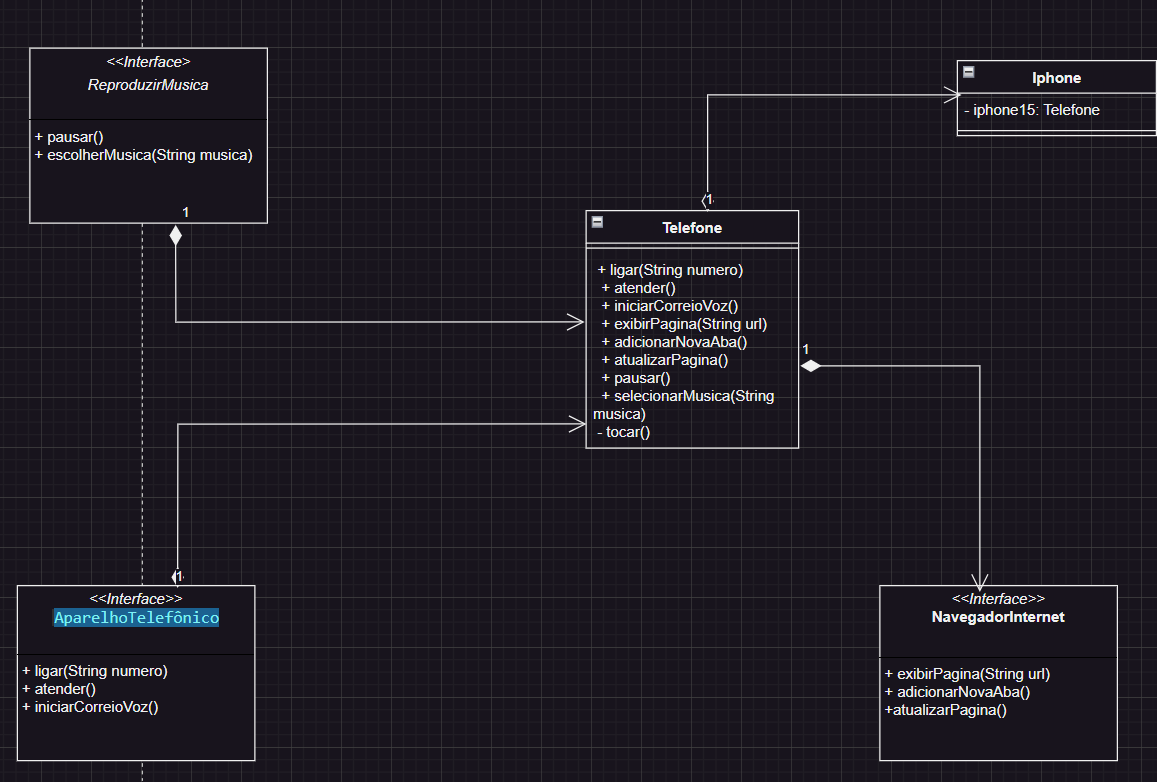 <<Interface>
ReproduzirMusica
+ pausar()
+ escolherMusica(String musica)
1
Iphone
- iphone15: Telefone
1
Telefone
+ ligar(String numero)
+ atender()
+ iniciarCorreioVoz()
+ exibirPagina(String url)
+ adicionarNovaAba()
+ atualizarPagina()
+ pausar()
+ selecionarMusica(String
musica)
- tocar()
1
1
<<Interface>>
AparelhoTelefônico
+ ligar(String numero)
+ atender()
+ iniciarCorreioVoz()
<<Interface>>
NavegadorInternet
+ exibirPagina(String url)
+ adicionarNovaAba()
+atualizarPagina()